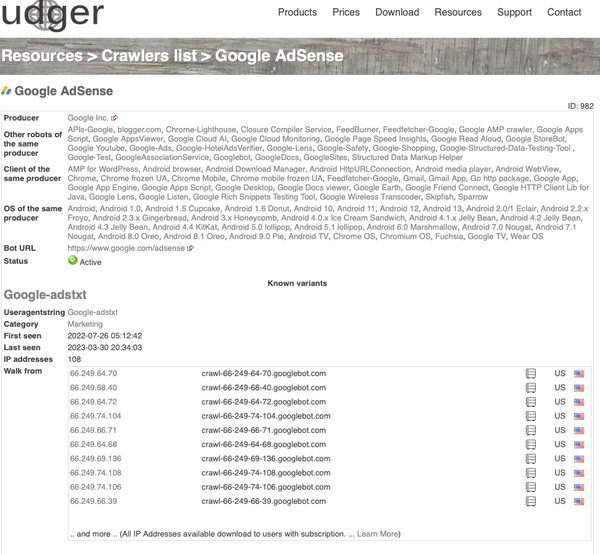 udger
Products Prices Download Resources Support Contact
Resources > Crawlers list > Google AdSense
Google AdSense
ID: 982
Producer Google Inc.
Other robots of the same producer
APIs-Google, blogger.com, Chrome-Lighthouse, Closure Compiler Service, FeedBurner, Feedfetcher-Google, Google AMP crawler, Google Apps
Script, Google AppsViewer, Google Cloud AI, Google Cloud Monitoring, Google Page Speed Insights, Google Read Aloud, Google StoreBot,
Google Youtube, Google-Ads, Google-HotelAdsVerifier, Google-Lens, Google-Safety, Google-Shopping, Google-Structured-Data-Testing-Tool ,
Google-Test, GoogleAssociationService, Googlebot, GoogleDocs, GoogleSites, Structured Data Markup Helper
Client of the same producer
AMP for WordPress, Android browser, Android Download Manager, Android HttpURLConnection, Android media player, Android WebView,
Chrome, Chrome frozen UA, Chrome Mobile, Chrome mobile frozen UA, Feedfetcher-Google, Gmail, Gmail App, Go http package, Google App,
Google App Engine, Google Apps Script, Google Desktop, Google Docs viewer, Google Earth, Google Friend Connect, Google HTTP Client Lib for
Java, Google Lens, Google Listen, Google Rich Snippets Testing Tool, Google Wireless Transcoder, Skipfish, Sparrow
OS of the same producer
Android, Android 1.0, Android 1.5 Cupcake, Android 1.6 Donut, Android 10, Android 11, Android 12, Android 13, Android 2.0/1 Eclair, Android 2.2.x
Froyo, Android 2.3.x Gingerbread, Android 3.x Honeycomb, Android 4.0.x Ice Cream Sandwich, Android 4.1.x Jelly Bean, Android 4.2 Jelly Bean,
Android 4.3 Jelly Bean, Android 4.4 KitKat, Android 5.0 lollipop, Android 5.1 lollipop, Android 6.0 Marshmallow, Android 7.0 Nougat, Android 7.1
Nougat, Android 8.0 Oreo, Android 8.1 Oreo, Android 9.0 Pie, Android TV, Chrome OS, Chromium OS, Fuchsia, Google TV, Wear OS
Bot URL https://www.google.com/adsense
Status Active
Known variants
Google-adstxt
Useragentstring Google-adstxt
Category Marketing
First seen 2022-07-26 05:12:42
Last seen 2023-03-30 20:34:03
IP addresses 108
Walk from
66.249.64.70 crawl-66-249-64-70.googlebot.com US
66.249.68.40 crawl-66-249-68-40.googlebot.com US
66.249.64.72 crawl-66-249-64-72.googlebot.com US
66.249.74.104 crawl-66-249-74-104.googlebot.com US
66.249.66.71 crawl-66-249-66-71.googlebot.com US
66.249.64.68 crawl-66-249-64-68.googlebot.com US
66.249.69.136 crawl-66-249-69-136.googlebot.com US
66.249.74.108 crawl-66-249-74-108.googlebot.com US
66.249.74.106 crawl-66-249-74-106.googlebot.com US
66.249.66.39 crawl-66-249-66-39.googlebot.com US
.. and more .. (All IP Addresses available download to users with subscription. ... Learn More)